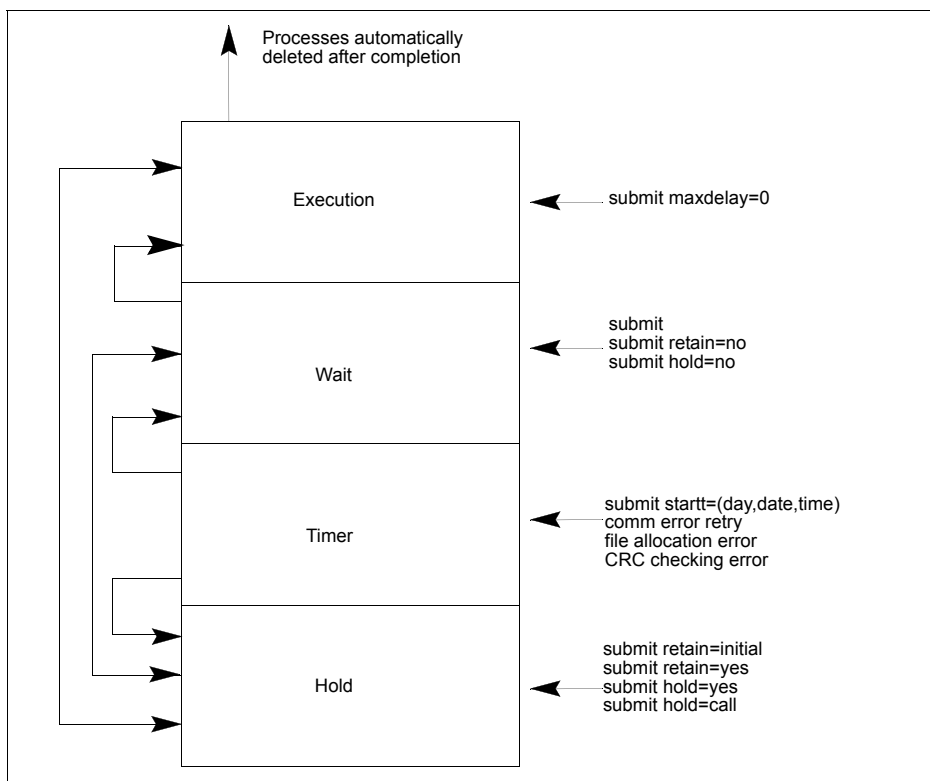 Processes automatically
deleted after completion
Execution
submit maxdelay=0
submit
submit retain=no
submit hold=no
Wait
submit startt=(day,date,time)
comm error retry
file allocation error
CRC checking error
Timer
submit retain=initial
submit retain=yes
submit hold=yes
submit hold=call
Hold